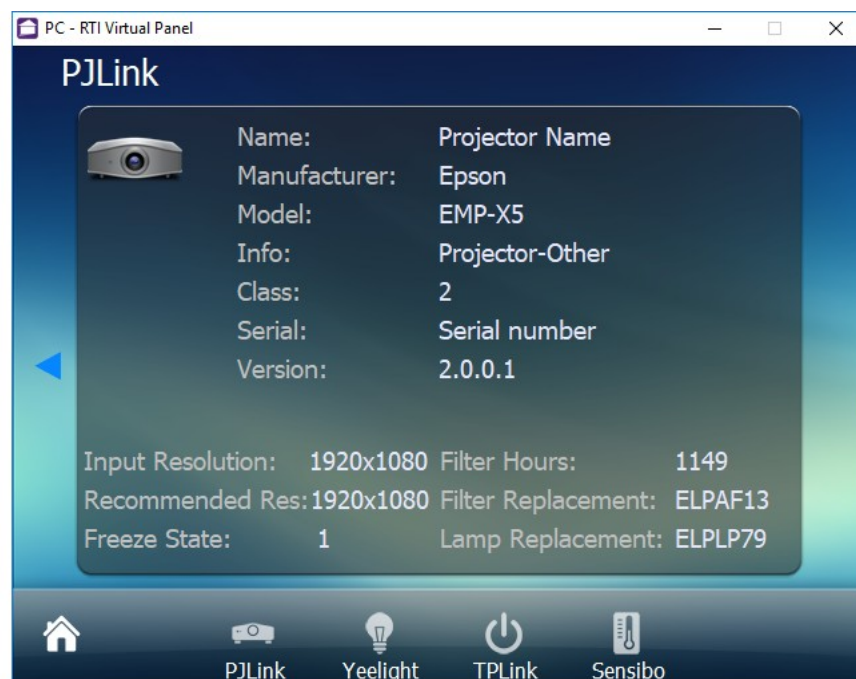 PC - RTI Virtual Panel
PJLink
Name: Projector Name
Manufacturer: Epson
Model: EMP-X5
Info: Projector-Other
Class: 2
Serial: Serial number
Version: 2.0.0.1
Input Resolution: 1920x1080 Filter Hours: 1149
Recommended Res: 1920x1080 Filter Replacement: ELPAF13
Freeze State: 1 Lamp Replacement: ELPLP79
PJLink Yeelight TPLink Sensibo